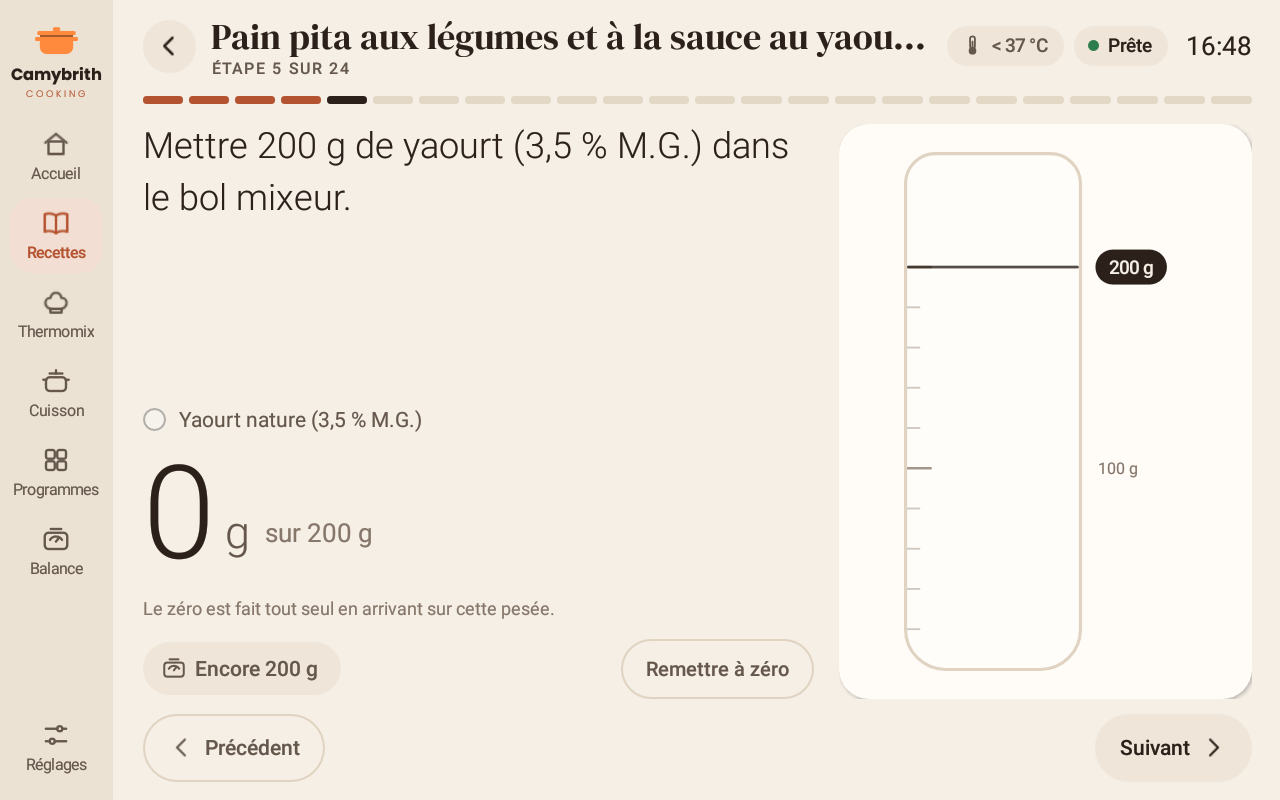 Camybrith
COOKING
Accueil
Recettes
Thermomix
Cuisson
Programmes
Balance
Réglages
Pain pita aux légumes et à la sauce au yaou...
ÉTAPE 5 SUR 24
< 37 °C
Prête
16:48
Mettre 200 g de yaourt (3,5 % M.G.) dans
le bol mixeur.
Yaourt nature (3,5 % M.G.)
0 g sur 200 g
Le zéro est fait tout seul en arrivant sur cette pesée.
Encore 200 g
Remettre à zéro
200 g
100 g
Précédent
Suivant